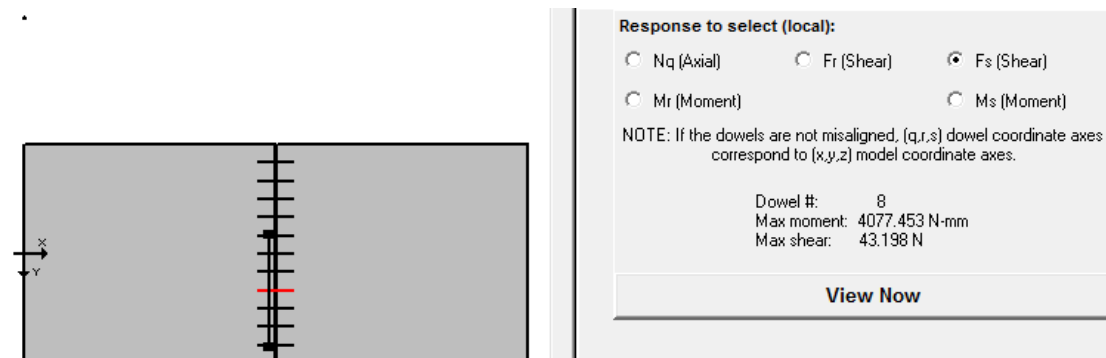 X
Y
Response to select (local):
Nq (Axial) Fr (Shear) Fs (Shear)
Mr (Moment) Ms (Moment)
NOTE: If the dowels are not misaligned, (q,r,s) dowel coordinate axes
correspond to (x,y,z) model coordinate axes.
Dowel #: 8
Max moment: 4077.453 N-mm
Max shear: 43.198 N
View Now